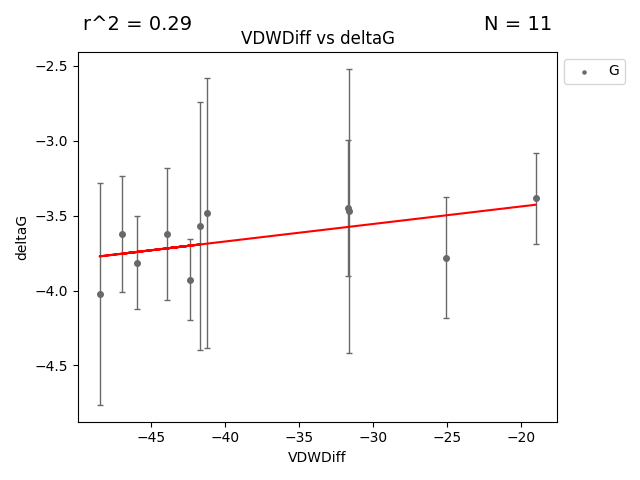 r^2 = 0.29
N = 11
VDWDiff vs deltaG
G
−2.5
−3.0
−3.5
−4.0
−4.5
deltaG
−45
−40
−35
−30
−25
−20
VDWDiff